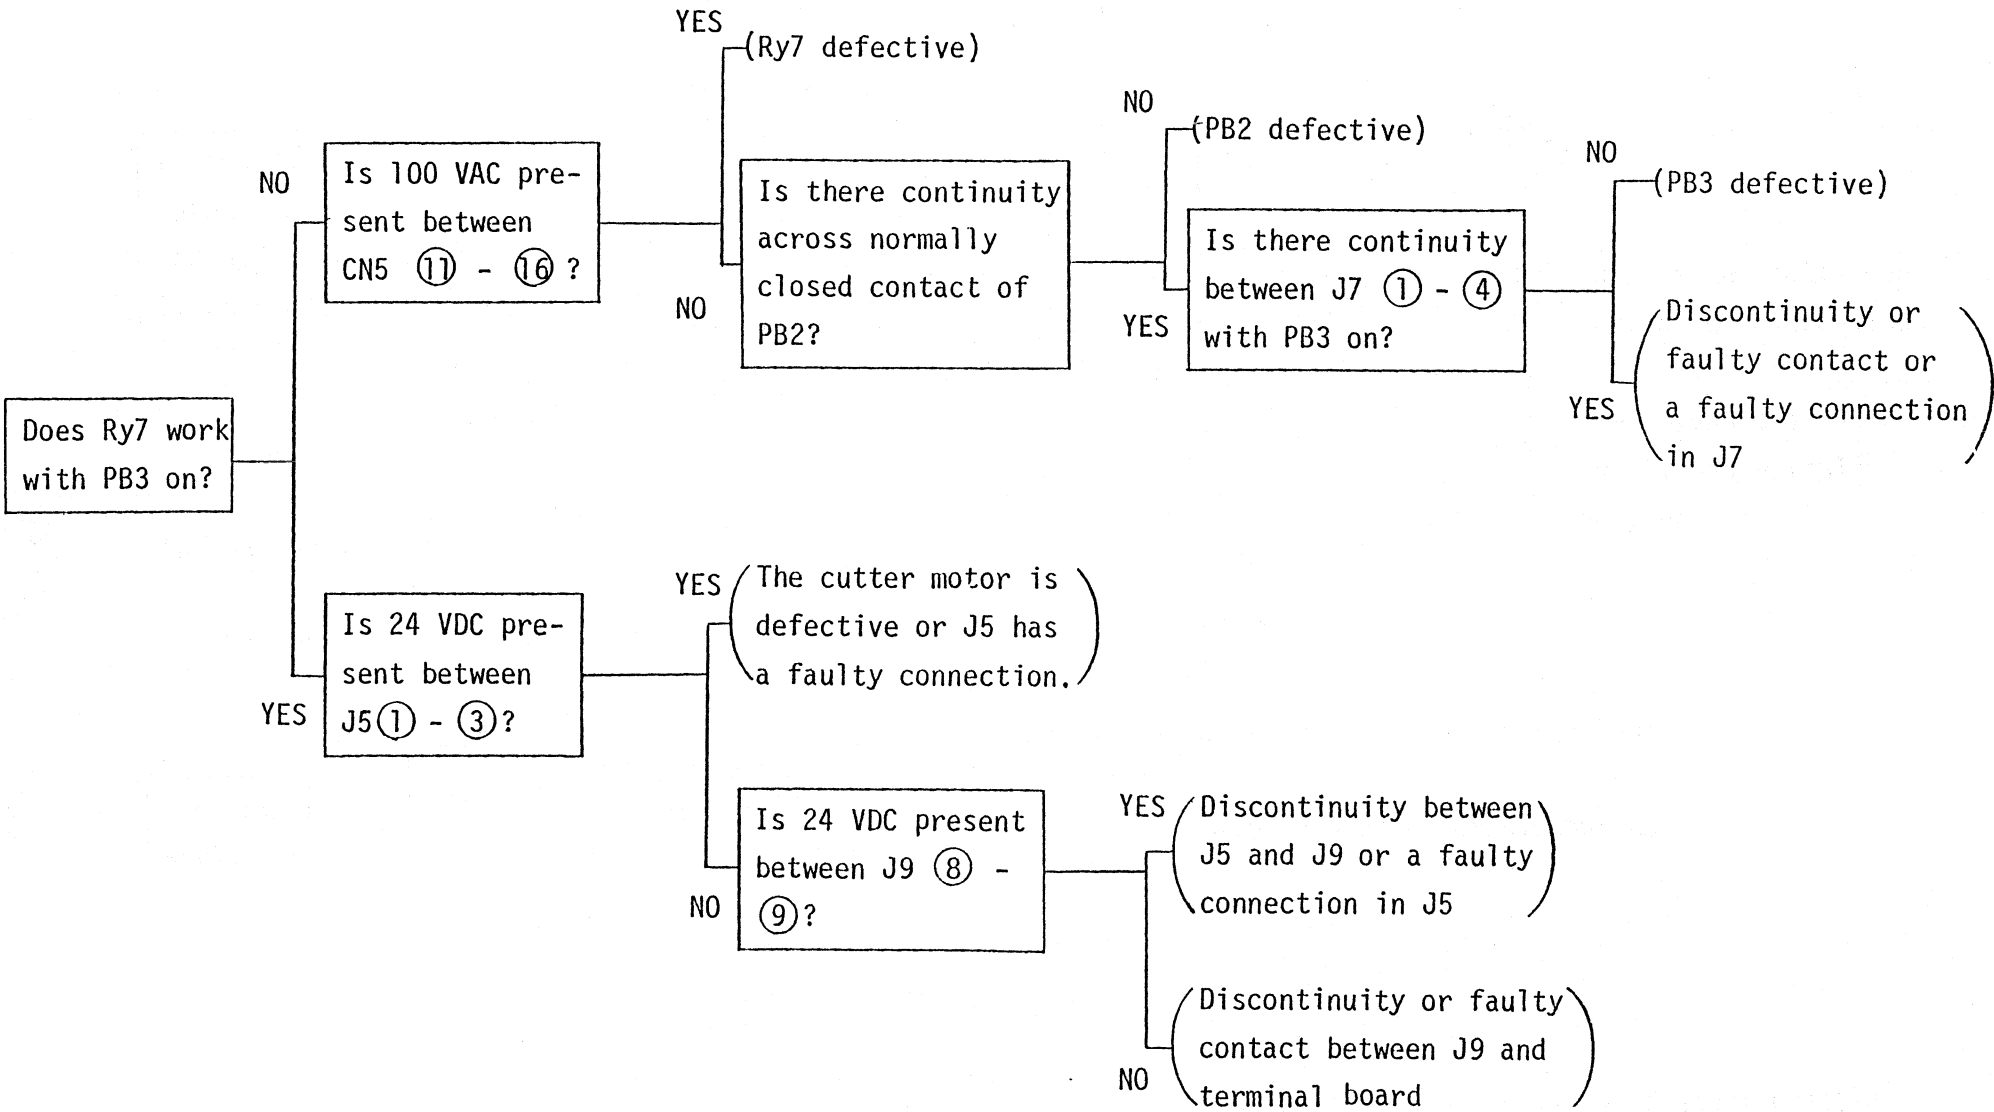 YES
(Ry7 defective)
NO
(PB2 defective)
NO
(PB3 defective)
NO
Is 100 VAC pre-
sent between
CN5 ⑪ - ⑯ ?
NO
Is there continuity
across normally
closed contact of
PB2?
YES
Is there continuity
between J7 ① - ④
with PB3 on?
YES
Discontinuity or
faulty contact or
a faulty connection
in J7
Does Ry7 work
with PB3 on?
YES
Is 24 VDC pre-
sent between
J5① - ③?
YES
The cutter motor is
defective or J5 has
a faulty connection.
NO
Is 24 VDC present
between J9 ⑧ -
⑨?
YES
Discontinuity between
J5 and J9 or a faulty
connection in J5
NO
Discontinuity or faulty
contact between J9 and
terminal board